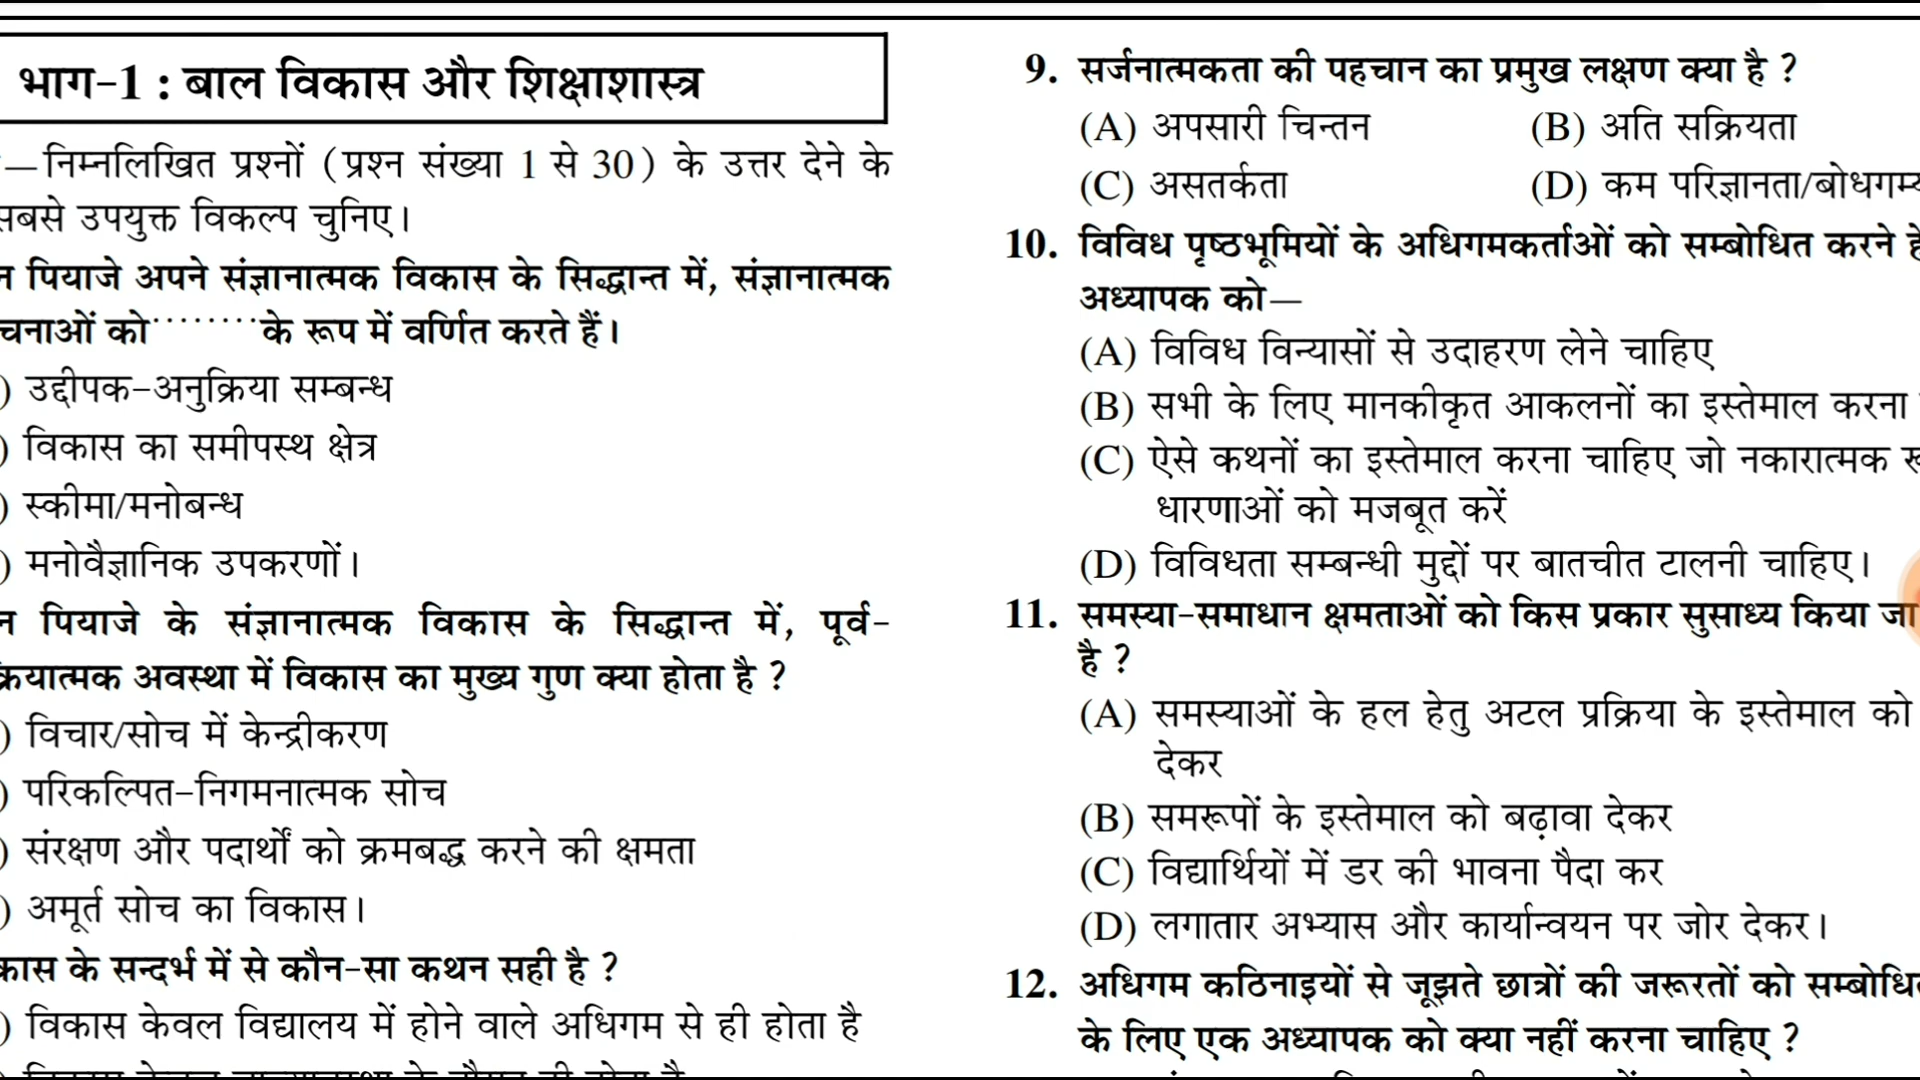 भाग-1 : बाल विकास और शिक्षाशास्त्र
—निम्नलिखित प्रश्नों (प्रश्न संख्या 1 से 30) के उत्तर देने के
सबसे उपयुक्त विकल्प चुनिए।
पियाजे अपने संज्ञानात्मक विकास के सिद्धान्त में, संज्ञानात्मक
चनाओं को........के रूप में वर्णित करते हैं।
) उद्दीपक-अनुक्रिया सम्बन्ध
) विकास का समीपस्थ क्षेत्र
) स्कीमा/मनोबन्ध
) मनोवैज्ञानिक उपकरणों।
पियाजे के संज्ञानात्मक विकास के सिद्धान्त में, पूर्व-
क्रयात्मक अवस्था में विकास का मुख्य गुण क्या होता है ?
) विचार/सोच में केन्द्रीकरण
) परिकल्पित-निगमनात्मक सोच
) संरक्षण और पदार्थों को क्रमबद्ध करने की क्षमता
) अमूर्त सोच का विकास।
कास के सन्दर्भ में से कौन-सा कथन सही है ?
) विकास केवल विद्यालय में होने वाले अधिगम से ही होता है
9. सर्जनात्मकता की पहचान का प्रमुख लक्षण क्या है ?
(A) अपसारी चिन्तन (B) अति सक्रियता
(C) असतर्कता (D) कम परिज्ञानता/बोधगम्य
10. विविध पृष्ठभूमियों के अधिगमकर्ताओं को सम्बोधित करने हे
अध्यापक को—
(A) विविध विन्यासों से उदाहरण लेने चाहिए
(B) सभी के लिए मानकीकृत आकलनों का इस्तेमाल करना
(C) ऐसे कथनों का इस्तेमाल करना चाहिए जो नकारात्मक रू
धारणाओं को मजबूत करें
(D) विविधता सम्बन्धी मुद्दों पर बातचीत टालनी चाहिए।
11. समस्या-समाधान क्षमताओं को किस प्रकार सुसाध्य किया जा
है ?
(A) समस्याओं के हल हेतु अटल प्रक्रिया के इस्तेमाल को
देकर
(B) समरूपों के इस्तेमाल को बढ़ावा देकर
(C) विद्यार्थियों में डर की भावना पैदा कर
(D) लगातार अभ्यास और कार्यान्वयन पर जोर देकर।
12. अधिगम कठिनाइयों से जूझते छात्रों की जरूरतों को सम्बोधित
के लिए एक अध्यापक को क्या नहीं करना चाहिए ?